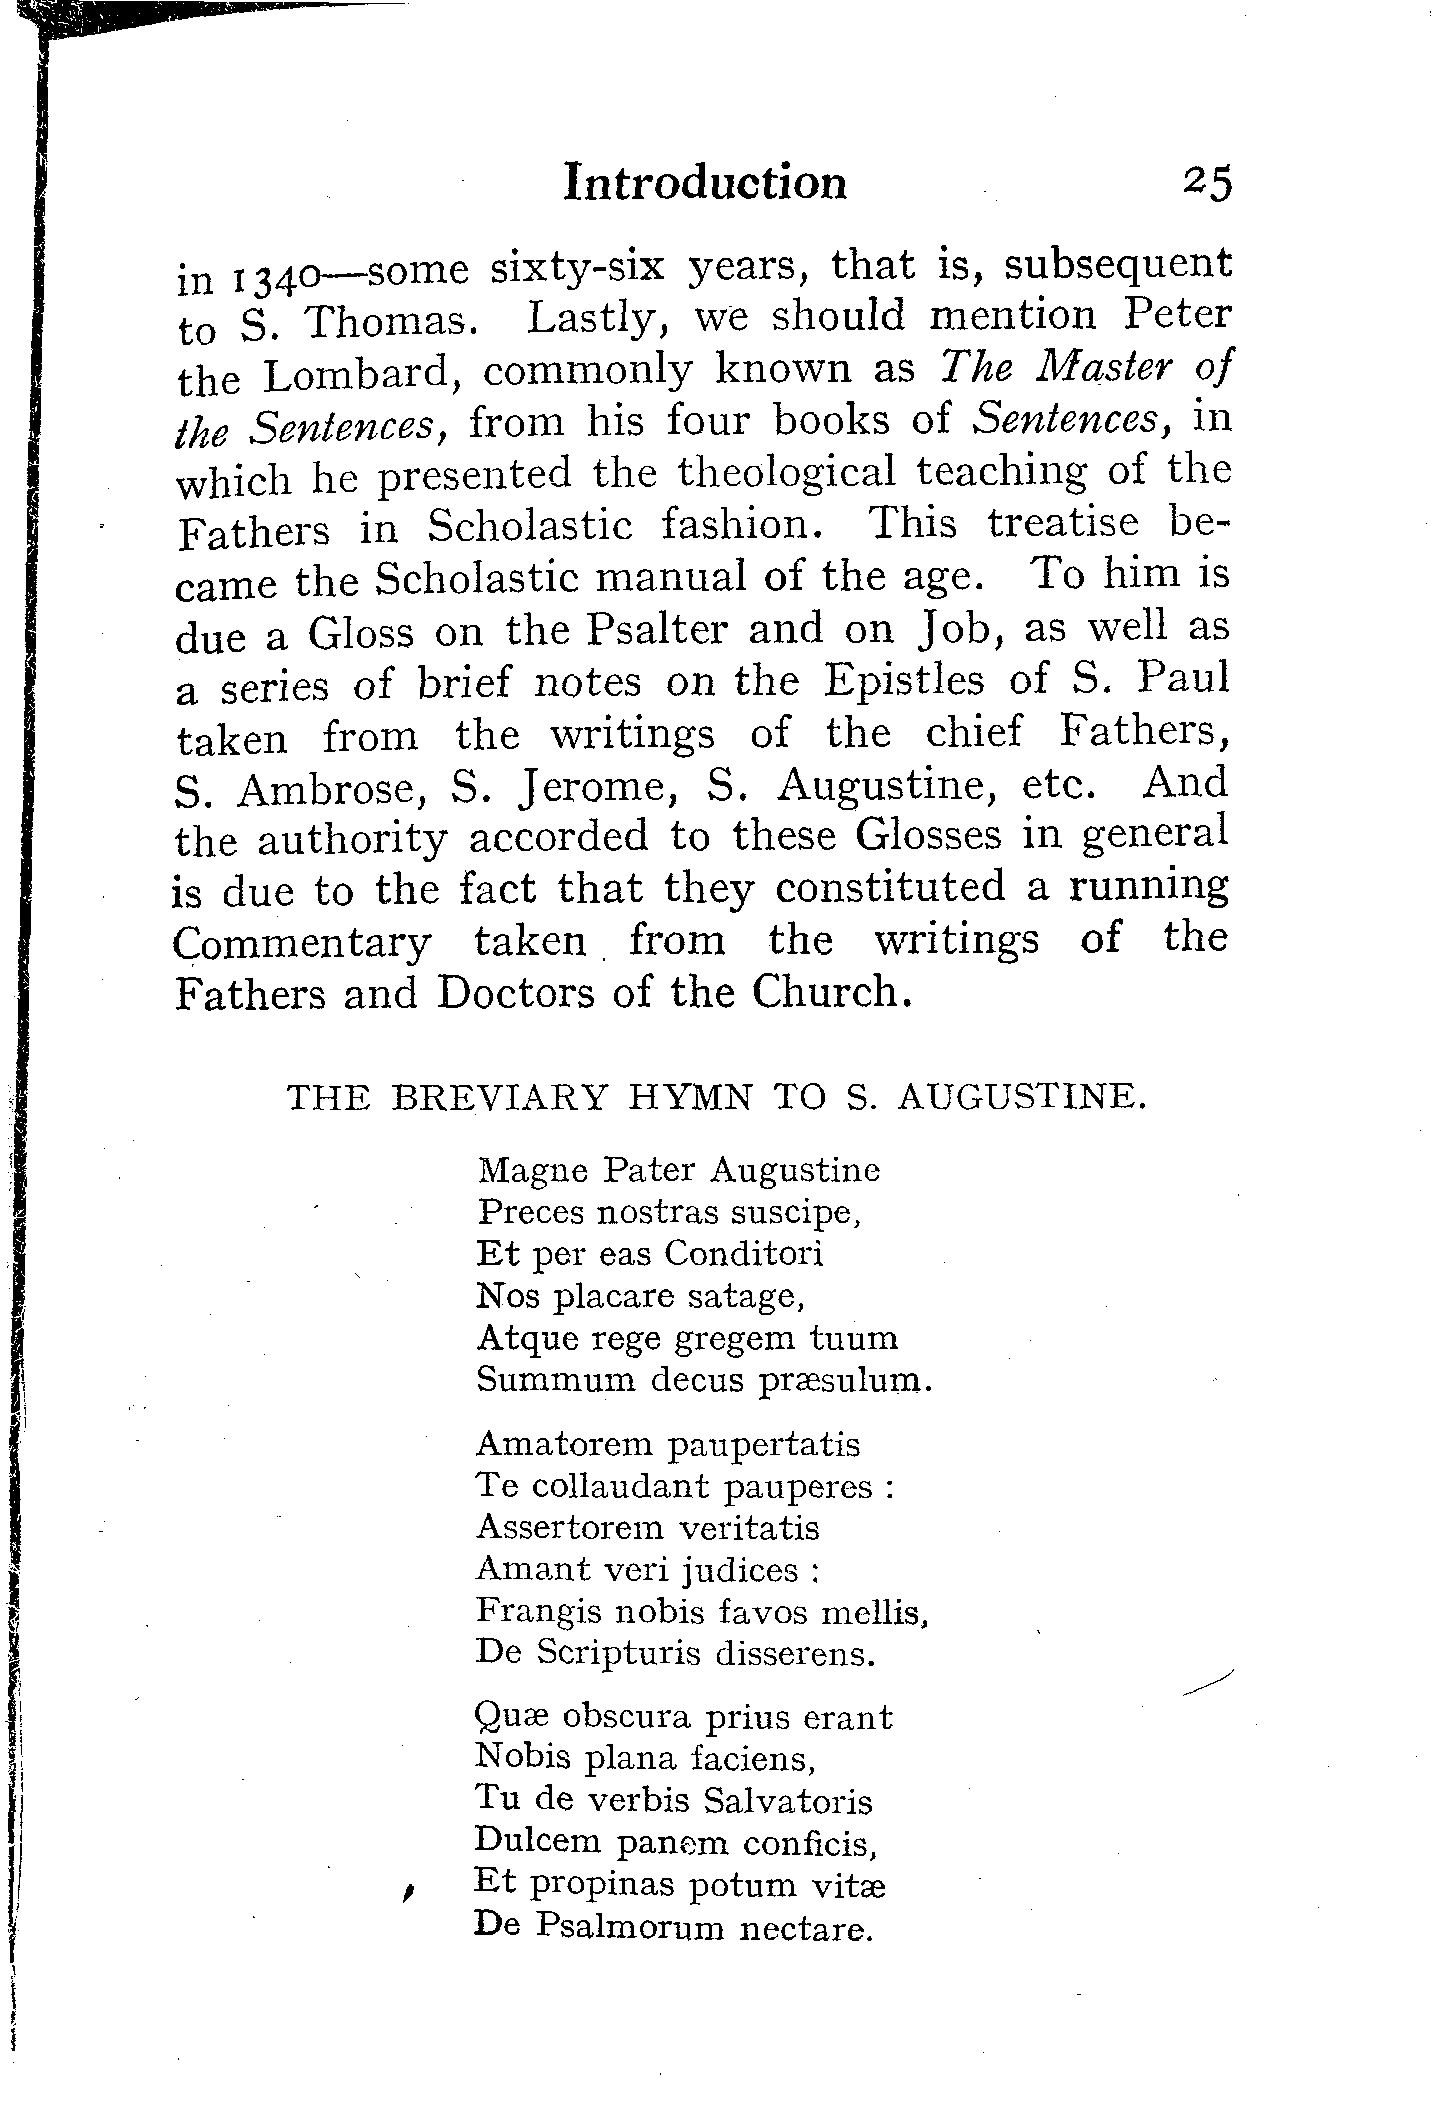 Introduction 25
in 1340—some sixty-six years, that is, subsequent
to S. Thomas. Lastly, we should mention Peter
the Lombard, commonly known as The Master of
the Sentences, from his four books of Sentences, in
which he presented the theological teaching of the
Fathers in Scholastic fashion. This treatise be-
came the Scholastic manual of the age. To him is
due a Gloss on the Psalter and on Job, as well as
a series of brief notes on the Epistles of S. Paul
taken from the writings of the chief Fathers,
S. Ambrose, S. Jerome, S. Augustine, etc. And
the authority accorded to these Glosses in general
is due to the fact that they constituted a running
Commentary taken from the writings of the
Fathers and Doctors of the Church.
THE BREVIARY HYMN TO S. AUGUSTINE.
Magne Pater Augustine
Preces nostras suscipe,
Et per eas Conditori
Nos placare satage,
Atque rege gregem tuum
Summum decus præsulum.
Amatorem paupertatis
Te collaudant pauperes :
Assertorem veritatis
Amant veri judices :
Frangis nobis favos mellis,
De Scripturis disserens.
Quæ obscura prius erant
Nobis plana faciens,
Tu de verbis Salvatoris
Dulcem panem conficis,
Et propinas potum vitæ
De Psalmorum nectare.